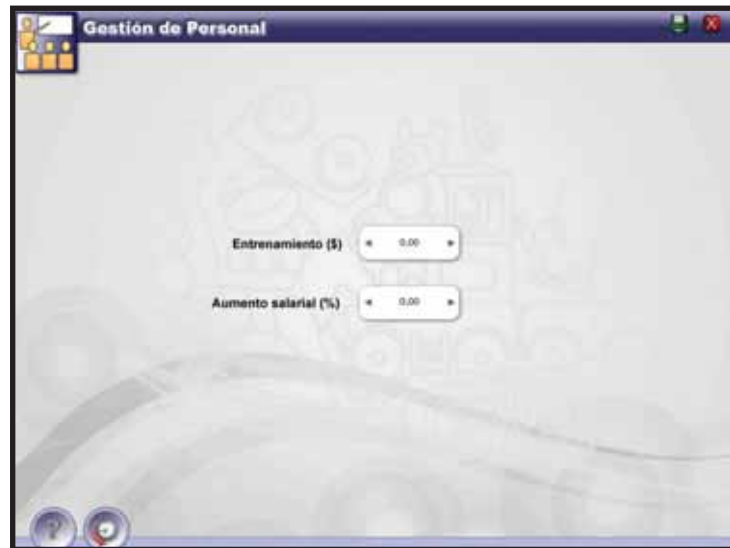 Gestión de Personal
Entrenamiento ($)
0,00
Aumento salarial (%)
0,00
?